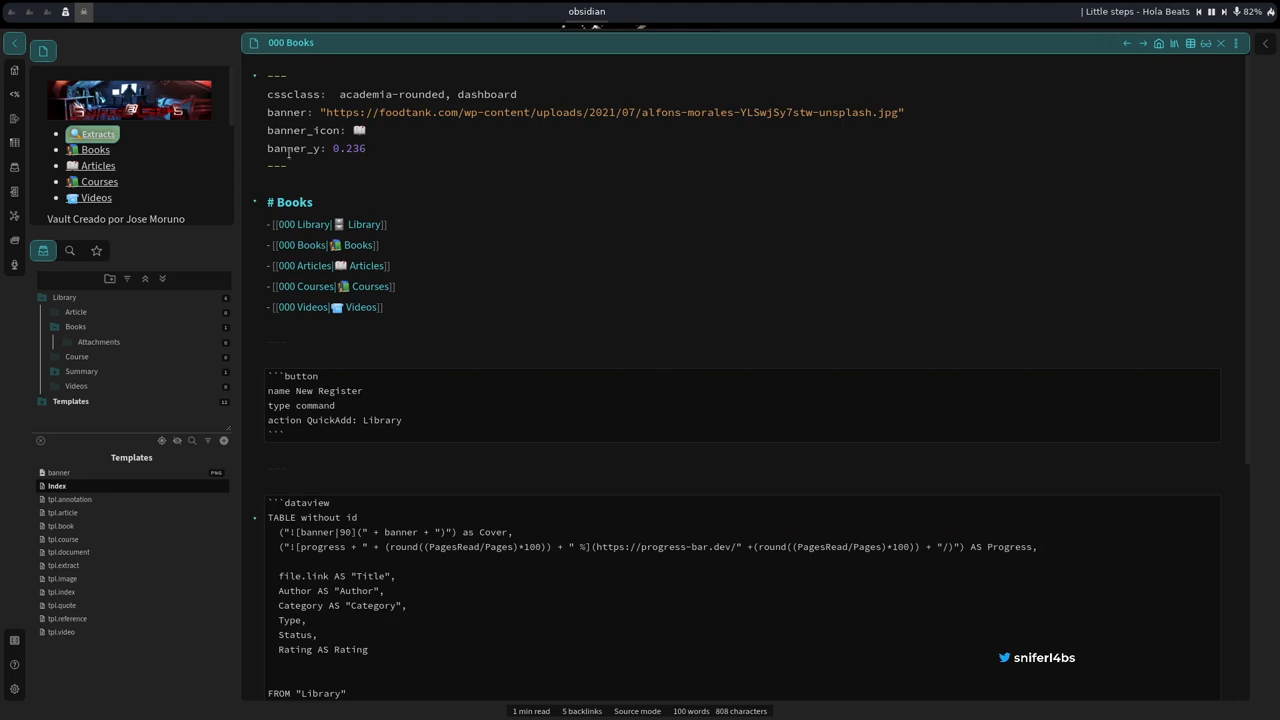 obsidian
| Little steps - Hola Beats
82%
🔍 Extracts
📚 Books
📖 Articles
📚 Courses
Videos
Vault Creado por Jose Moruno
Library 6
Article 0
Books 1
Attachments 0
Course 0
Summary 1
Videos 0
Templates 11
Templates
banner PNG
Index
tpl.annotation
tpl.article
tpl.book
tpl.course
tpl.document
tpl.extract
tpl.image
tpl.index
tpl.quote
tpl.reference
tpl.video
000 Books
---
cssclass:  academia-rounded, dashboard
banner: "https://foodtank.com/wp-content/uploads/2021/07/alfons-morales-YLSwjSy7stw-unsplash.jpg"
banner_icon: 📖
banner_y: 0.236
---
# Books
- [[000 Library|🗄️ Library]]
- [[000 Books|📚 Books]]
- [[000 Articles|📖 Articles]]
- [[000 Courses|📚 Courses]]
- [[000 Videos| Videos]]
---
```button
name New Register
type command
action QuickAdd: Library
```
---
```dataview
TABLE without id
("![banner|90](" + banner + ")") as Cover,
("![progress + " + (round((PagesRead/Pages)*100)) + " %](https://progress-bar.dev/" +(round((PagesRead/Pages)*100)) + "/)") AS Progress,
file.link AS "Title",
Author AS "Author",
Category AS "Category",
Type,
Status,
Rating AS Rating
FROM "Library"
sniferl4bs
1 min read 5 backlinks Source mode 100 words 808 characters